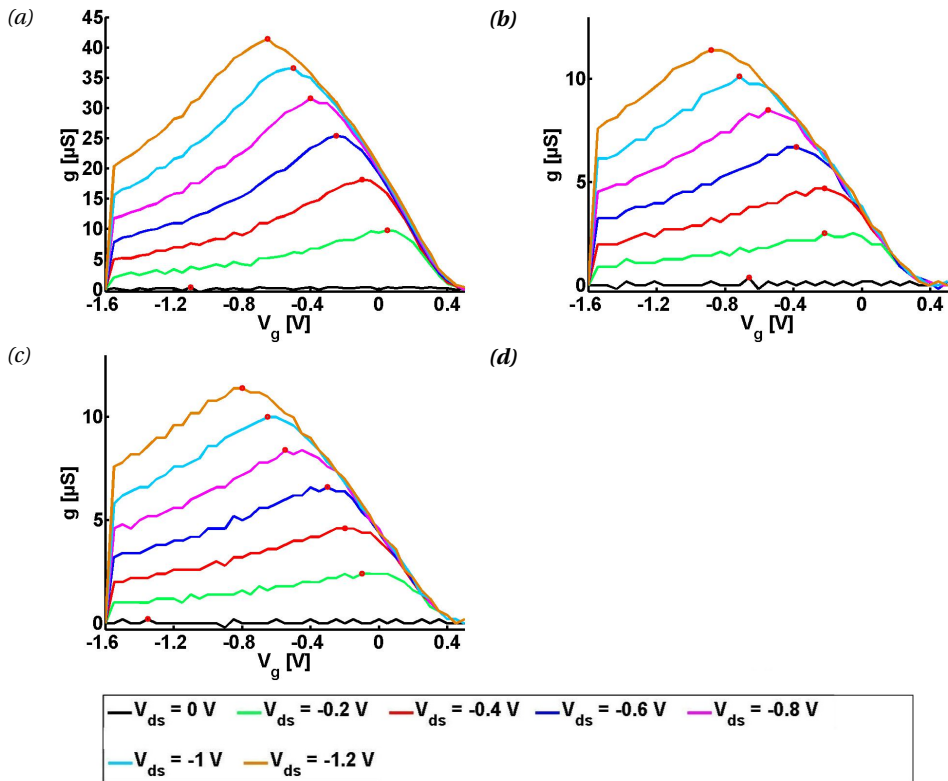 (a)
45
40
35
30
25
20
15
10
5
0
g [µS]
-1.6 -1.2 -0.8 -0.4 0 0.4
V_g [V]
(b)
10
5
0
g [µS]
-1.6 -1.2 -0.8 -0.4 0 0.4
V_g [V]
(c)
10
5
0
g [µS]
-1.6 -1.2 -0.8 -0.4 0 0.4
V_g [V]
(d)
V_ds = 0 V V_ds = -0.2 V V_ds = -0.4 V V_ds = -0.6 V V_ds = -0.8 V
V_ds = -1 V V_ds = -1.2 V